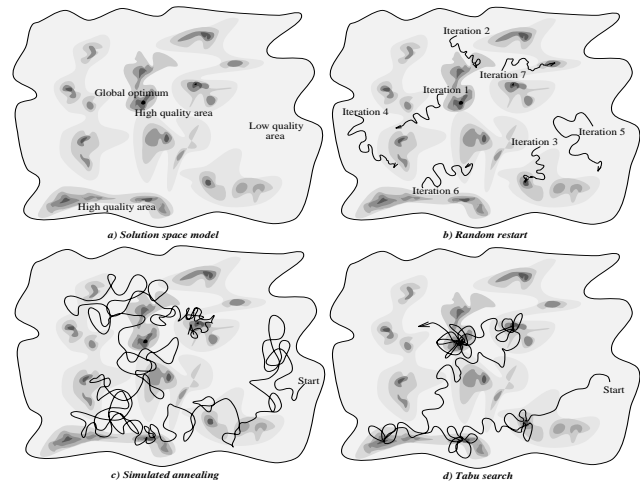 Global optimum
High quality area
Low quality
area
High quality area
a) Solution space model
Iteration 2
Iteration 7
Iteration 1
Iteration 4
Iteration 5
Iteration 3
Iteration 6
b) Random restart
Start
c) Simulated annealing
Start
d) Tabu search